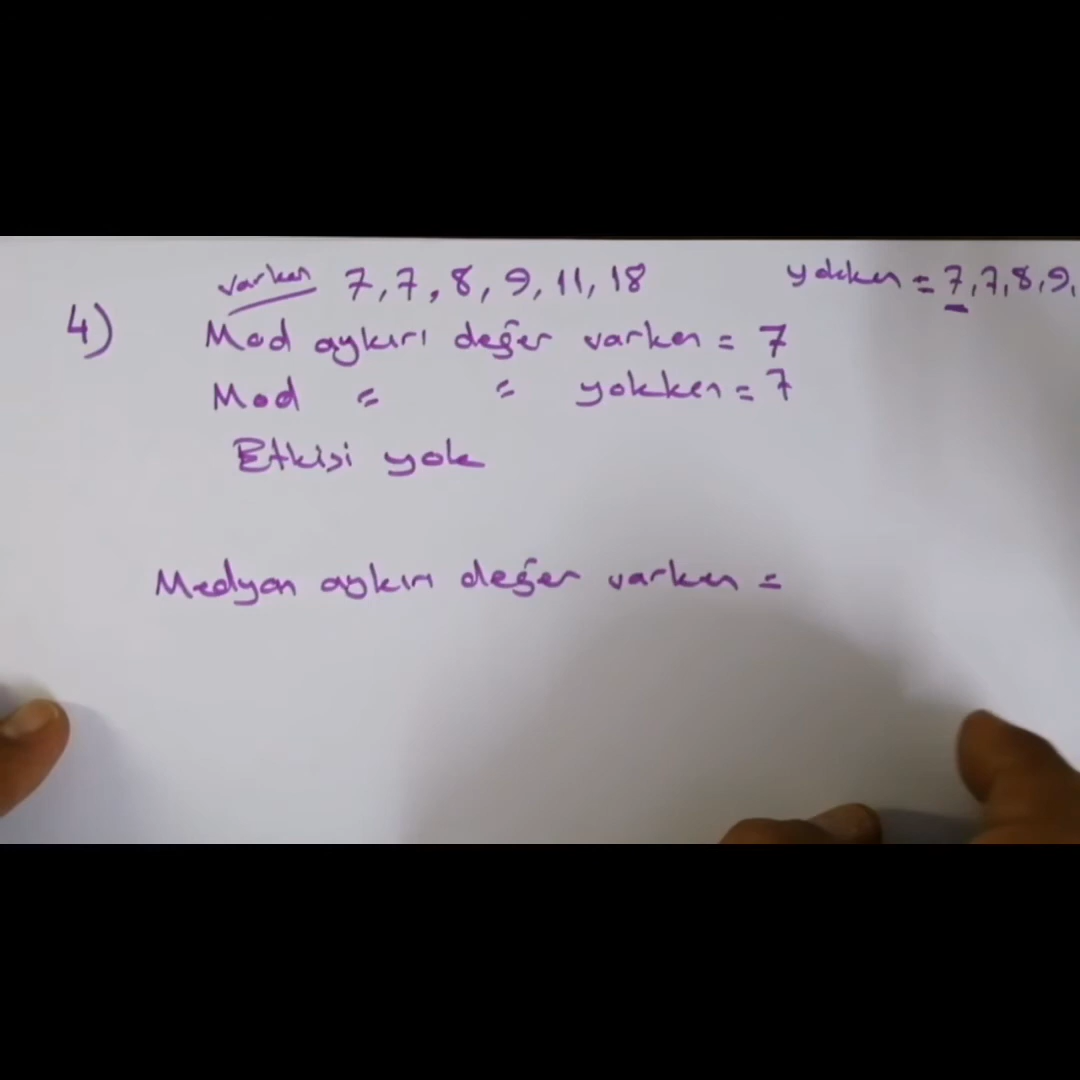 varken 7, 7, 8, 9, 11, 18
yokken = 7, 7, 8, 9,
4) Mod aykırı değer varken = 7
Mod " " yokken = 7
Etkisi yok
Medyan aykırı değer varken =